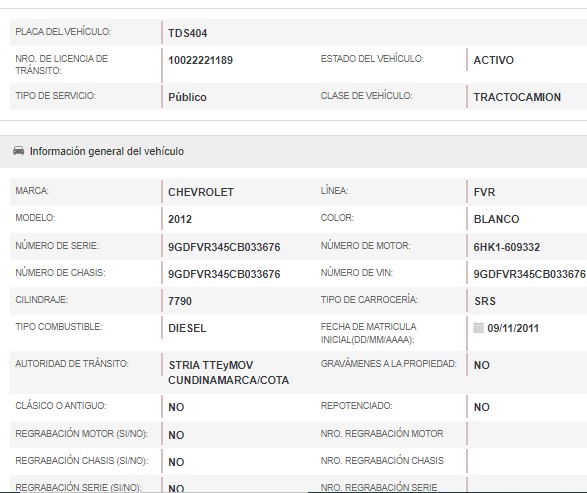 PLACA DEL VEHÍCULO: TDS404
NRO. DE LICENCIA DE TRÁNSITO: 10022221189 ESTADO DEL VEHÍCULO: ACTIVO
TIPO DE SERVICIO: Público CLASE DE VEHÍCULO: TRACTOCAMION
Información general del vehículo
MARCA: CHEVROLET LÍNEA: FVR
MODELO: 2012 COLOR: BLANCO
NÚMERO DE SERIE: 9GDFVR345CB033676 NÚMERO DE MOTOR: 6HK1-609332
NÚMERO DE CHASIS: 9GDFVR345CB033676 NÚMERO DE VIN: 9GDFVR345CB033676
CILINDRAJE: 7790 TIPO DE CARROCERÍA: SRS
TIPO COMBUSTIBLE: DIESEL FECHA DE MATRICULA INICIAL(DD/MM/AAAA): 09/11/2011
AUTORIDAD DE TRÁNSITO: STRIA TTEyMOV CUNDINAMARCA/COTA GRAVÁMENES A LA PROPIEDAD: NO
CLÁSICO O ANTIGUO: NO REPOTENCIADO: NO
REGRABACIÓN MOTOR (SI/NO): NO NRO. REGRABACIÓN MOTOR
REGRABACIÓN CHASIS (SI/NO): NO NRO. REGRABACIÓN CHASIS
REGRABACIÓN SERIE (SI/NO): NO NRO. REGRABACIÓN SERIE